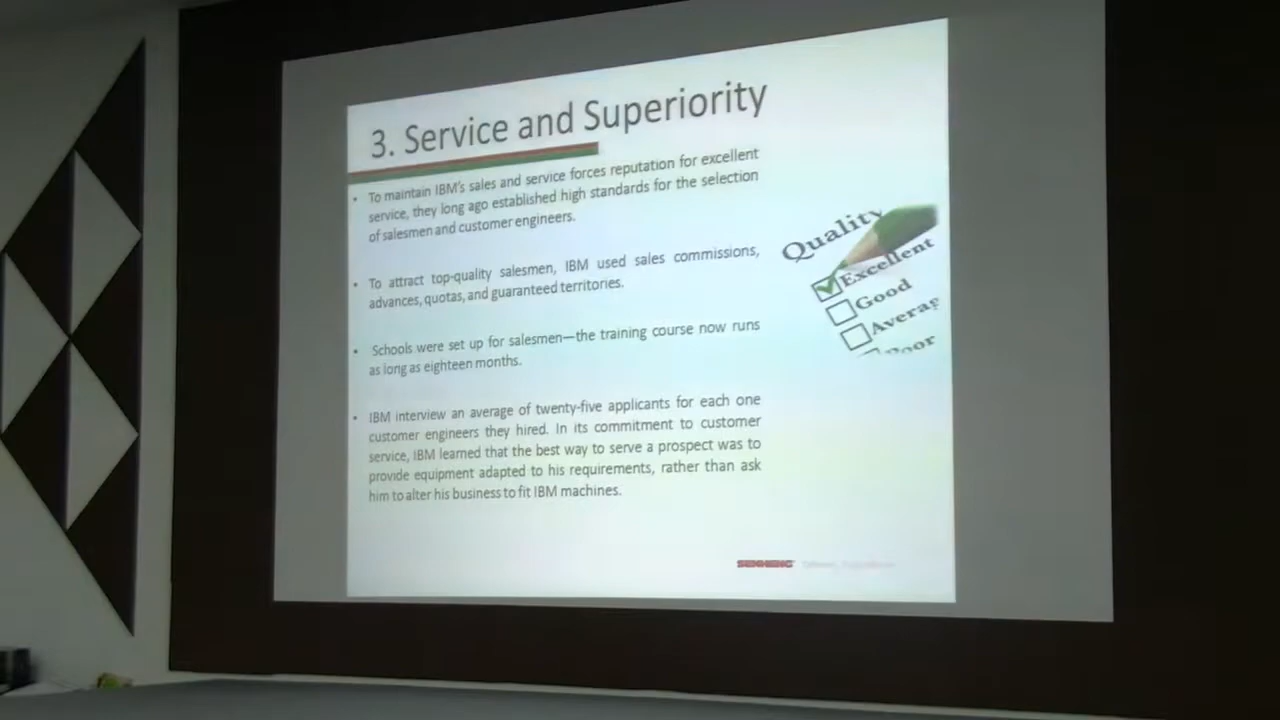 3. Service and Superiority
• To maintain IBM's sales and service forces reputation for excellent
service, they long ago established high standards for the selection
of salesmen and customer engineers.
• To attract top-quality salesmen, IBM used sales commissions,
advances, quotas, and guaranteed territories.
• Schools were set up for salesmen—the training course now runs
as long as eighteen months.
• IBM interview an average of twenty-five applicants for each one
customer engineers they hired. In its commitment to customer
service, IBM learned that the best way to serve a prospect was to
provide equipment adapted to his requirements, rather than ask
him to alter his business to fit IBM machines.
Quality
Excellent
Good
Averag
SENHENG